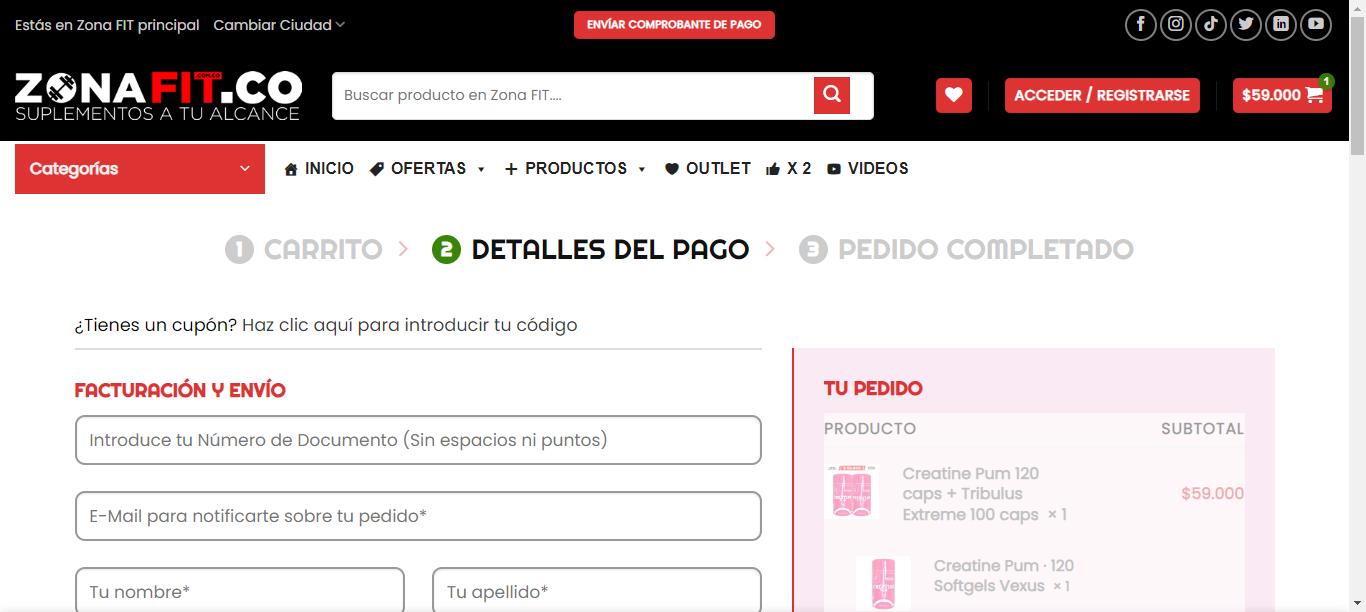 Estás en Zona FIT principal Cambiar Ciudad
ENVÍAR COMPROBANTE DE PAGO
ZONAFIT.CO
.COM.CO
SUPLEMENTOS A TU ALCANCE
Buscar producto en Zona FIT....
ACCEDER / REGISTRARSE
$59.000
1
Categorías
INICIO OFERTAS PRODUCTOS OUTLET X 2 VIDEOS
1 CARRITO 2 DETALLES DEL PAGO 3 PEDIDO COMPLETADO
¿Tienes un cupón? Haz clic aquí para introducir tu código
FACTURACIÓN Y ENVÍO
Introduce tu Número de Documento (Sin espacios ni puntos)
E-Mail para notificarte sobre tu pedido*
Tu nombre* Tu apellido*
TU PEDIDO
PRODUCTO SUBTOTAL
Creatine Pum 120
caps + Tribulus
Extreme 100 caps × 1
$59.000
Creatine Pum · 120
Softgels Vexus × 1